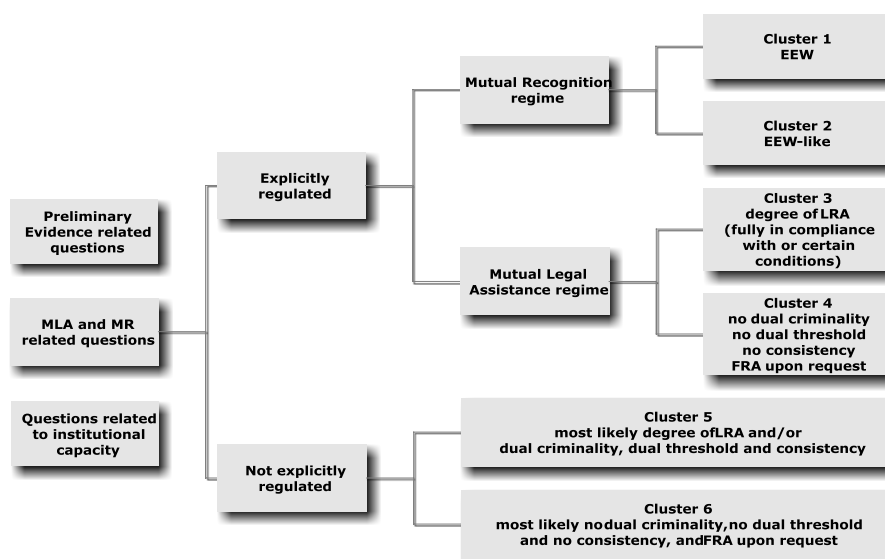 Preliminary
Evidence related
questions
MLA and MR
related questions
Questions related
to institutional
capacity
Explicitly
regulated
Not explicitly
regulated
Mutual Recognition
regime
Mutual Legal
Assistance regime
Cluster 1
EEW
Cluster 2
EEW-like
Cluster 3
degree of LRA
(fully in compliance
with or certain
conditions)
Cluster 4
no dual criminality
no dual threshold
no consistency
FRA upon request
Cluster 5
most likely degree of LRA and/or
dual criminality, dual threshold and consistency
Cluster 6
most likely no dual criminality, no dual threshold
and no consistency, and FRA upon request